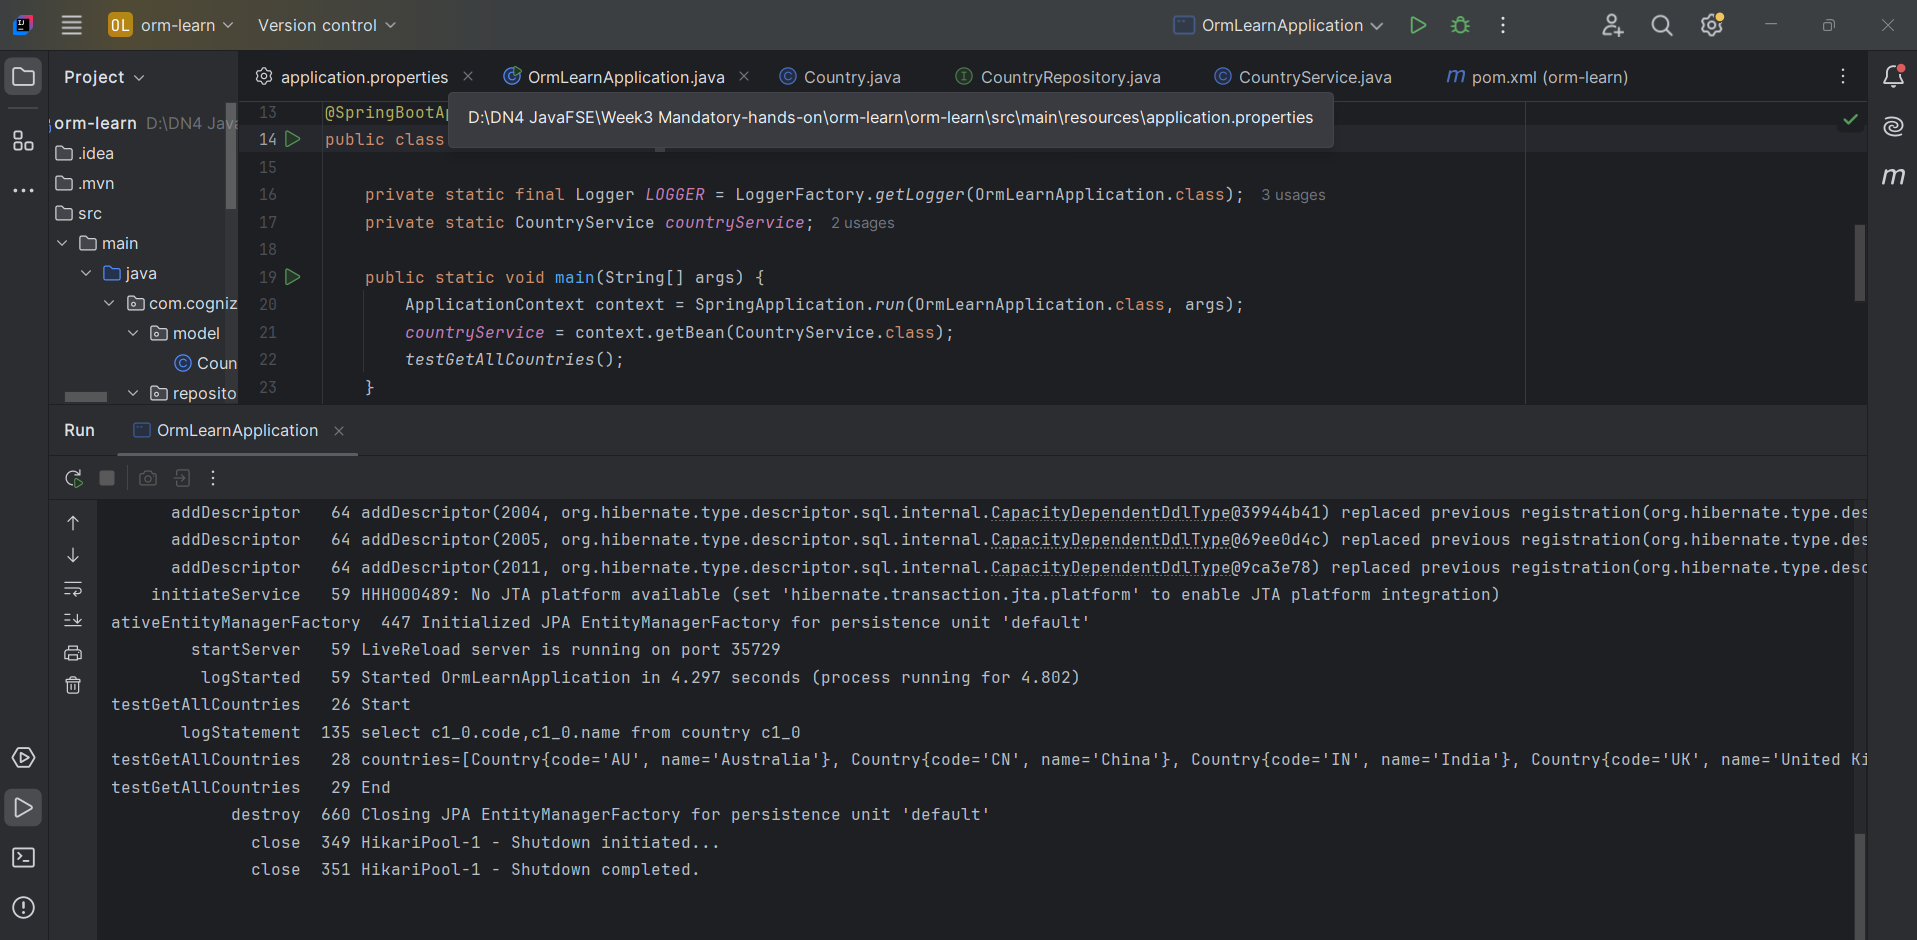 OL orm-learn Version control OrmLearnApplication
Project application.properties OrmLearnApplication.java Country.java CountryRepository.java CountryService.java m pom.xml (orm-learn)
D:\DN4 JavaFSE\Week3 Mandatory-hands-on\orm-learn\orm-learn\src\main\resources\application.properties
orm-learn D:\DN4 Java
.idea
.mvn
src
main
java
com.cogniz
model
Coun
reposito
13 @SpringBootAp
14 public class
15
16 private static final Logger LOGGER = LoggerFactory.getLogger(OrmLearnApplication.class); 3 usages
17 private static CountryService countryService; 2 usages
18
19 public static void main(String[] args) {
20 ApplicationContext context = SpringApplication.run(OrmLearnApplication.class, args);
21 countryService = context.getBean(CountryService.class);
22 testGetAllCountries();
23 }
m
Run OrmLearnApplication
addDescriptor 64 addDescriptor(2004, org.hibernate.type.descriptor.sql.internal.CapacityDependentDdlType@39944b41) replaced previous registration(org.hibernate.type.des
addDescriptor 64 addDescriptor(2005, org.hibernate.type.descriptor.sql.internal.CapacityDependentDdlType@69ee0d4c) replaced previous registration(org.hibernate.type.des
addDescriptor 64 addDescriptor(2011, org.hibernate.type.descriptor.sql.internal.CapacityDependentDdlType@9ca3e78) replaced previous registration(org.hibernate.type.desc
initiateService 59 HHH000489: No JTA platform available (set 'hibernate.transaction.jta.platform' to enable JTA platform integration)
ativeEntityManagerFactory 447 Initialized JPA EntityManagerFactory for persistence unit 'default'
startServer 59 LiveReload server is running on port 35729
logStarted 59 Started OrmLearnApplication in 4.297 seconds (process running for 4.802)
testGetAllCountries 26 Start
logStatement 135 select c1_0.code,c1_0.name from country c1_0
testGetAllCountries 28 countries=[Country{code='AU', name='Australia'}, Country{code='CN', name='China'}, Country{code='IN', name='India'}, Country{code='UK', name='United Ki
testGetAllCountries 29 End
destroy 660 Closing JPA EntityManagerFactory for persistence unit 'default'
close 349 HikariPool-1 - Shutdown initiated...
close 351 HikariPool-1 - Shutdown completed.